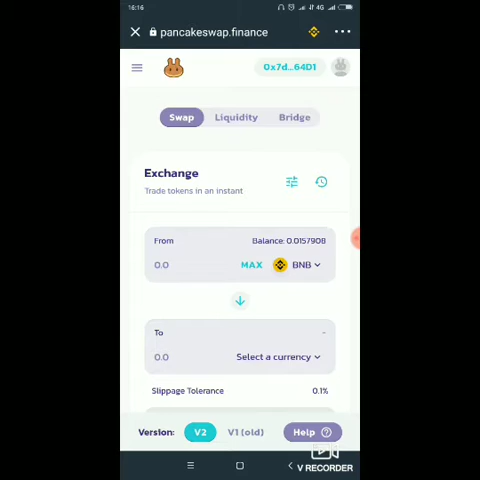 16:16
4G
pancakeswap.finance
0x7d...64D1
Swap Liquidity Bridge
Exchange
Trade tokens in an instant
From Balance: 0.0157908
0.0 MAX BNB
To -
0.0 Select a currency
Slippage Tolerance 0.1%
Version: V2 V1 (old) Help ?
V RECORDER